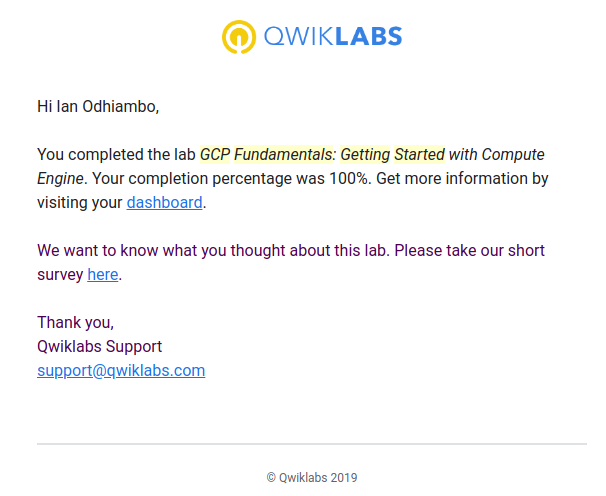 QWIKLABS
Hi Ian Odhiambo,
You completed the lab GCP Fundamentals: Getting Started with Compute
Engine. Your completion percentage was 100%. Get more information by
visiting your dashboard.
We want to know what you thought about this lab. Please take our short
survey here.
Thank you,
Qwiklabs Support
support@qwiklabs.com
© Qwiklabs 2019